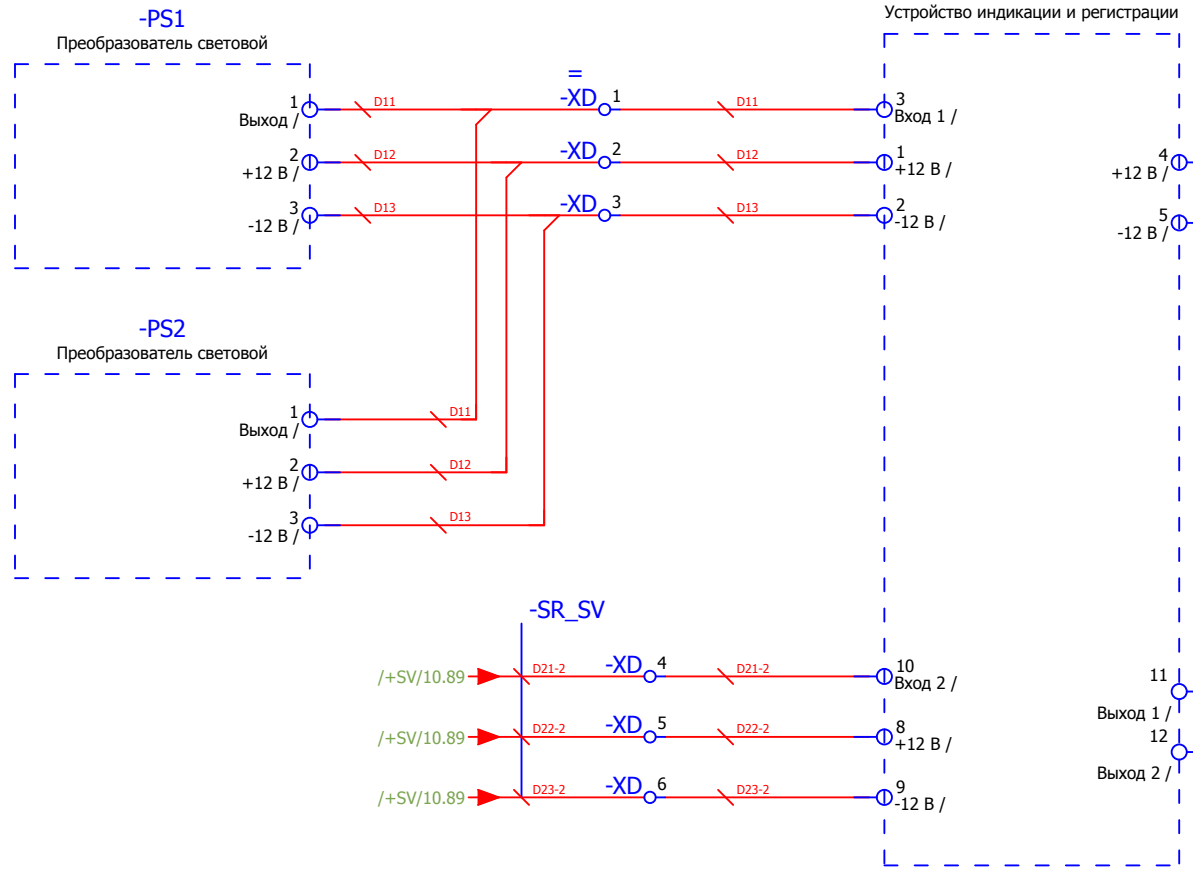 -PS1
Преобразователь световой
Устройство индикации и регистрации
=
1
Выход /
D11
-XD
1
D11
3
Вход 1 /
2
+12 В /
D12
-XD
2
D12
1
+12 В /
4
+12 В /
3
-12 В /
D13
-XD
3
D13
2
-12 В /
5
-12 В /
-PS2
Преобразователь световой
1
Выход /
D11
2
+12 В /
D12
3
-12 В /
D13
-SR_SV
/+SV/10.89
D21-2
-XD
4
D21-2
10
Вход 2 /
11
Выход 1 /
/+SV/10.89
D22-2
-XD
5
D22-2
8
+12 В /
12
Выход 2 /
/+SV/10.89
D23-2
-XD
6
D23-2
9
-12 В /